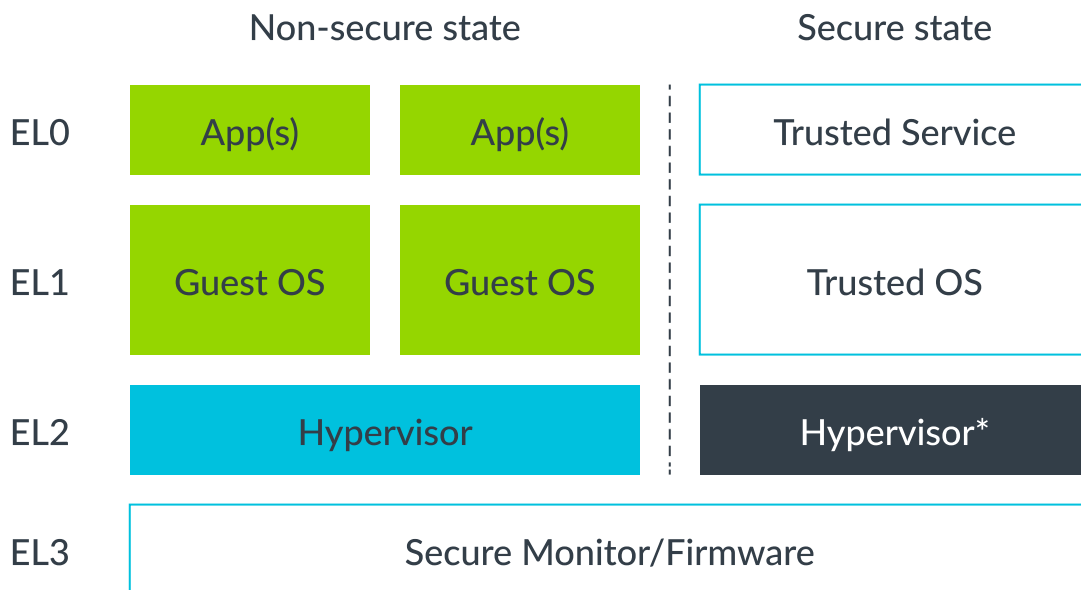 Non-secure state Secure state
EL0 App(s) App(s) Trusted Service
EL1 Guest OS Guest OS Trusted OS
EL2 Hypervisor Hypervisor*
EL3 Secure Monitor/Firmware